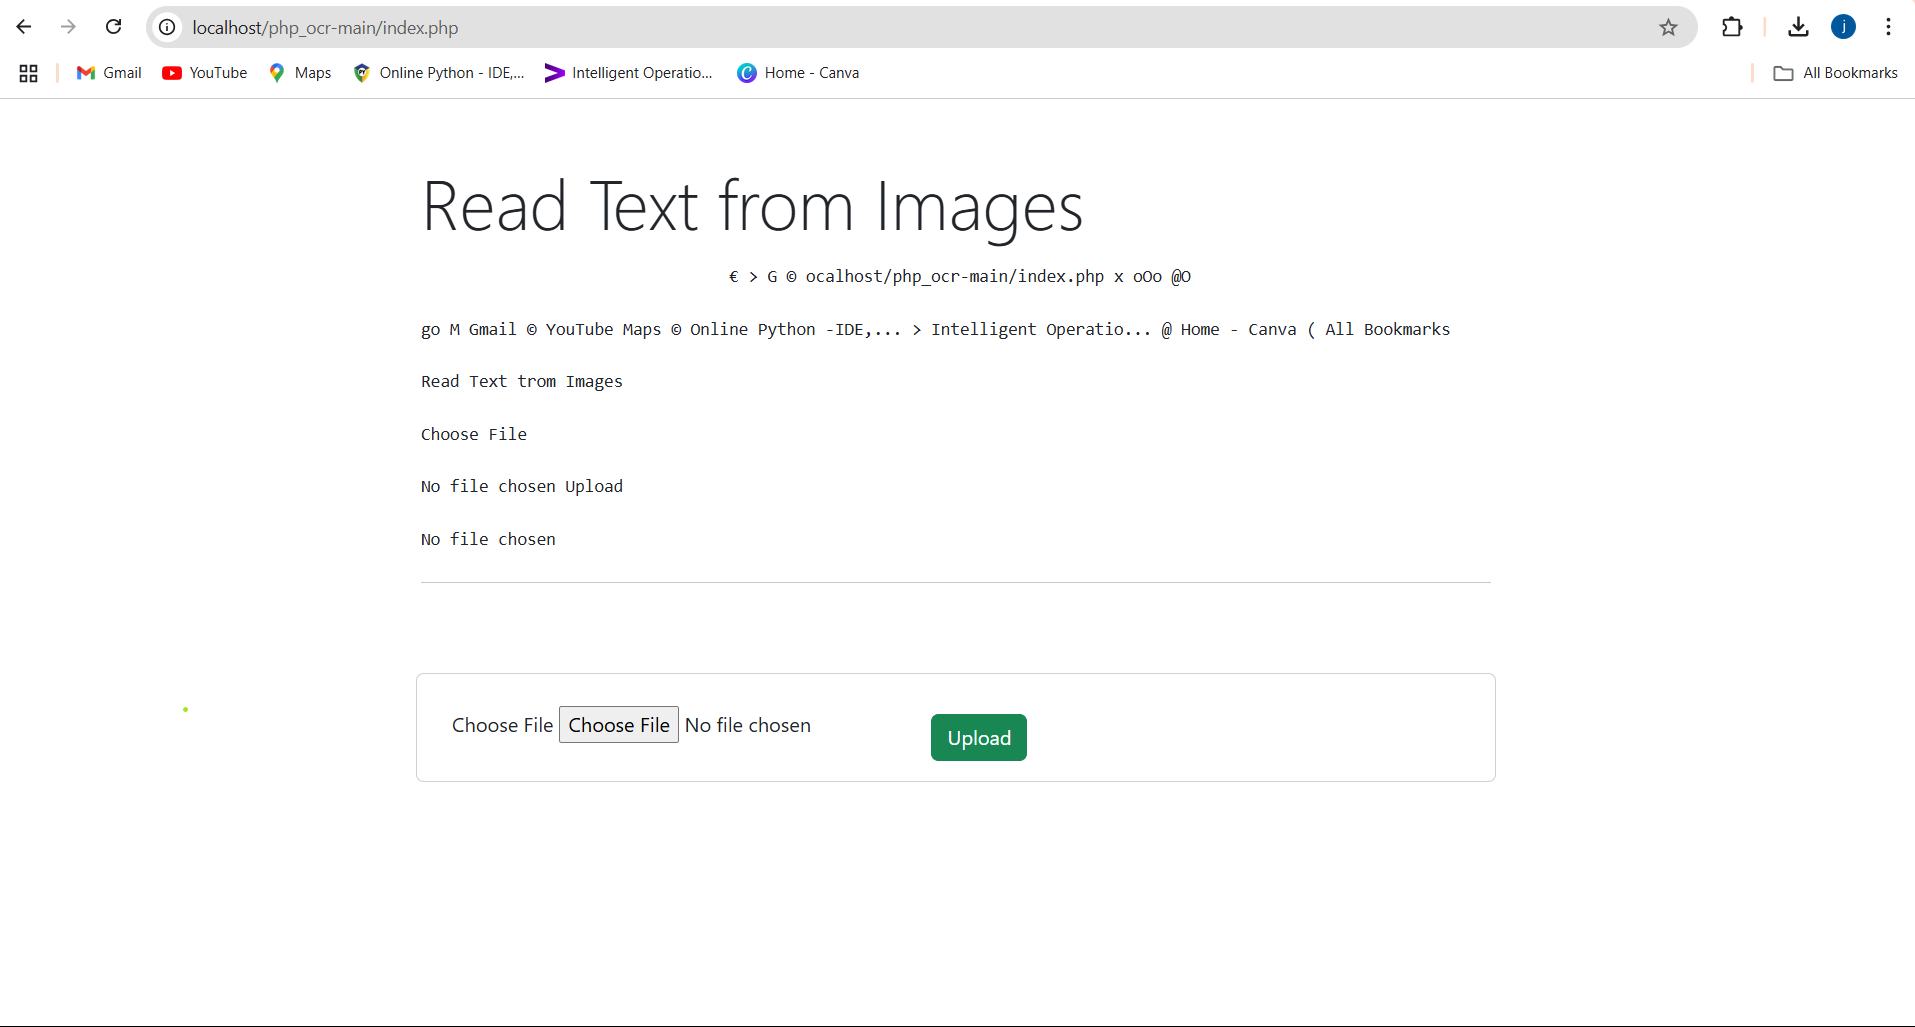 localhost/php_ocr-main/index.php
j
Gmail YouTube Maps Online Python - IDE,... Intelligent Operatio... Home - Canva All Bookmarks
Read Text from Images
€ > G © ocalhost/php_ocr-main/index.php x oOo @O
go M Gmail © YouTube Maps © Online Python -IDE,... > Intelligent Operatio... @ Home - Canva ( All Bookmarks
Read Text trom Images
Choose File
No file chosen Upload
No file chosen
Choose File Choose File No file chosen Upload